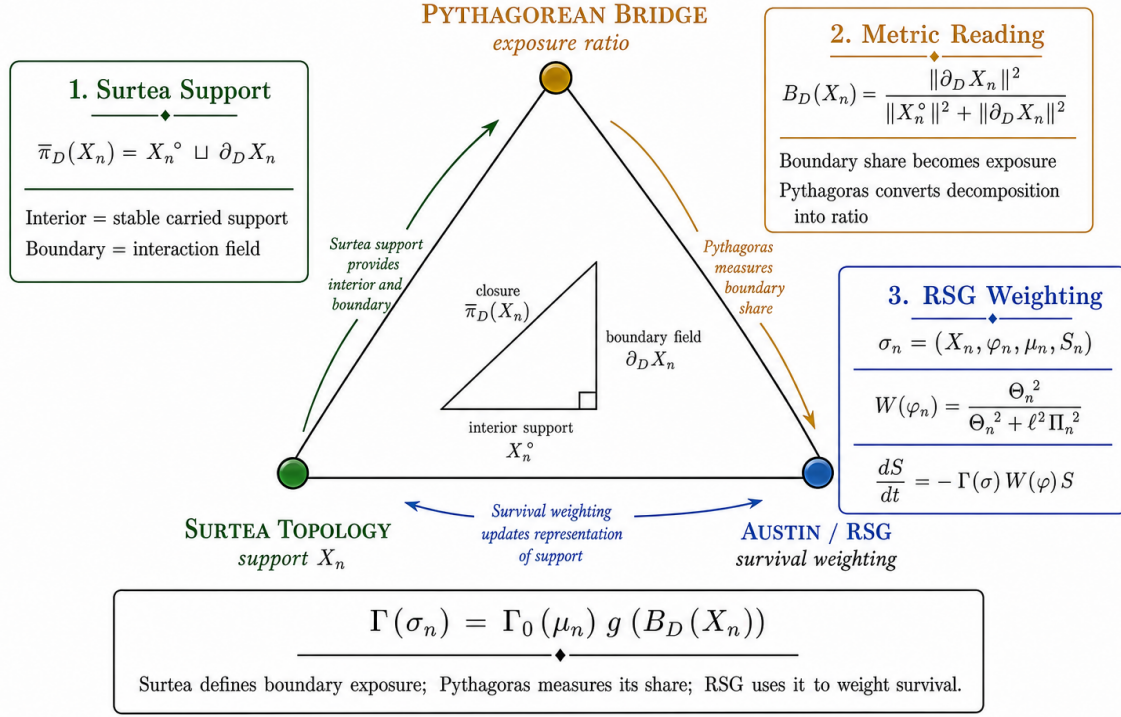 PYTHAGOREAN BRIDGE
exposure ratio
1. Surtea Support
π̅_D(X_n) = X_n° ⊔ ∂_D X_n
Interior = stable carried support
Boundary = interaction field
2. Metric Reading
B_D(X_n) = ‖∂_D X_n‖² / (‖X_n°‖² + ‖∂_D X_n‖²)
Boundary share becomes exposure
Pythagoras converts decomposition
into ratio
Surtea support
provides
interior and
boundary
Pythagoras
measures
boundary
share
closure
π̅_D(X_n)
boundary field
∂_D X_n
interior support
X_n°
3. RSG Weighting
σ_n = (X_n, φ_n, μ_n, S_n)
W(φ_n) = Θ_n² / (Θ_n² + ℓ² Π_n²)
dS/dt = − Γ(σ) W(φ) S
SURTEA TOPOLOGY
support X_n
Survival weighting
updates representation
of support
AUSTIN / RSG
survival weighting
Γ(σ_n) = Γ_0(μ_n) g (B_D(X_n))
Surtea defines boundary exposure; Pythagoras measures its share; RSG uses it to weight survival.